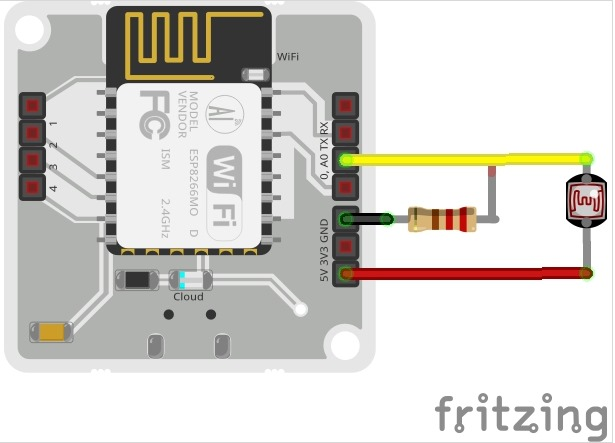 WiFi
MODEL
VENDOR
AI
FC
ISM
2.4GHz
ESP8266MO D
Wi Fi
1
2
3
4
0, A0 TX RX
5V 3V3 GND
Cloud
fritzing